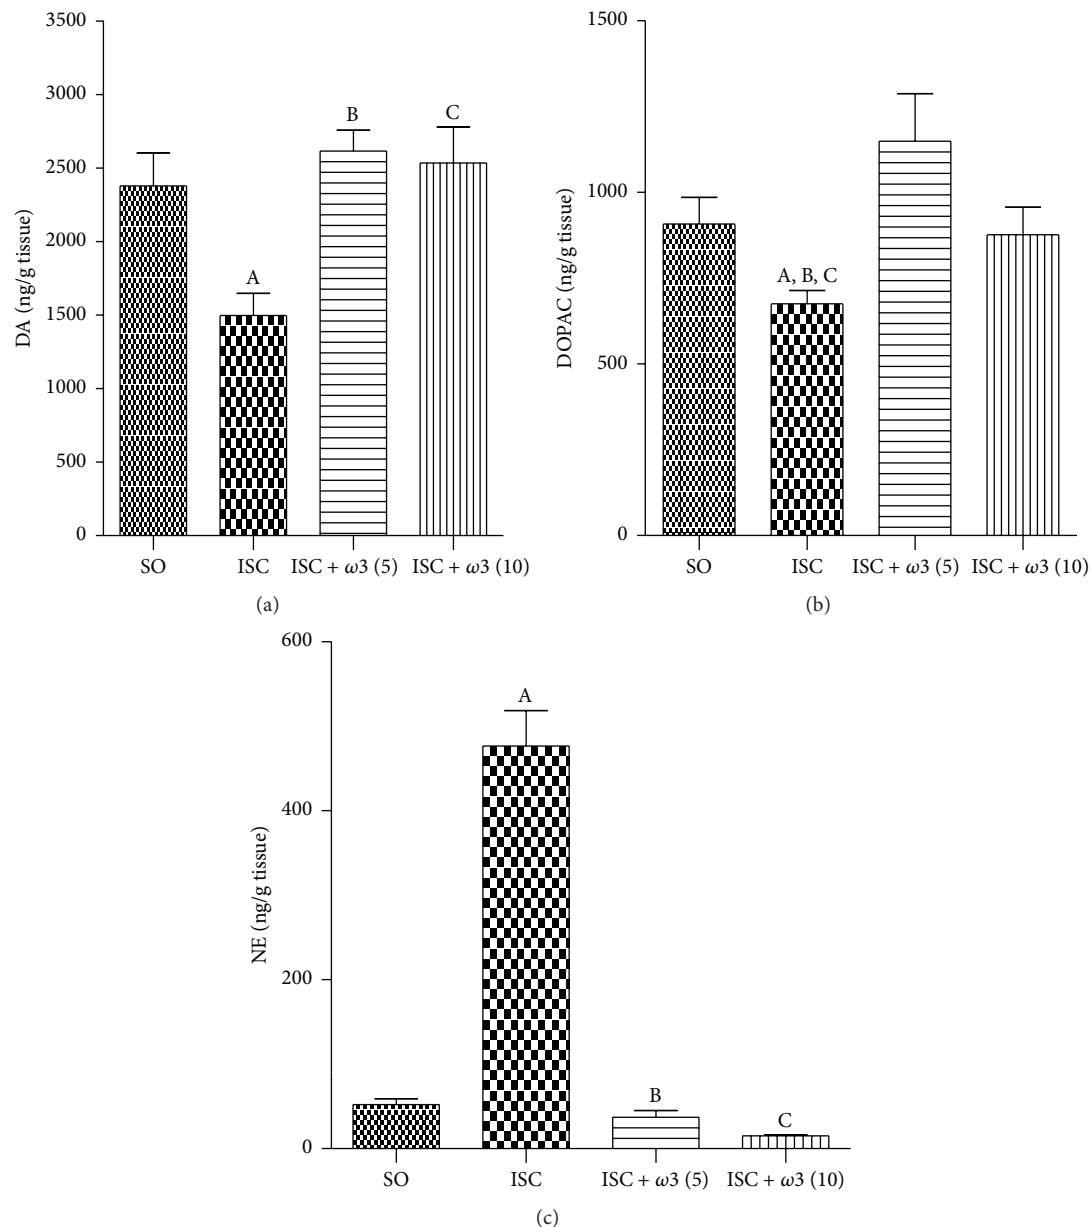 3500
3000
2500
2000
1500
1000
500
0
DA (ng/g tissue)
A
B
C
SO
ISC
ISC + ω3 (5)
ISC + ω3 (10)
(a)
1500
1000
500
0
DOPAC (ng/g tissue)
A, B, C
SO
ISC
ISC + ω3 (5)
ISC + ω3 (10)
(b)
600
400
200
0
NE (ng/g tissue)
A
B
C
SO
ISC
ISC + ω3 (5)
ISC + ω3 (10)
(c)